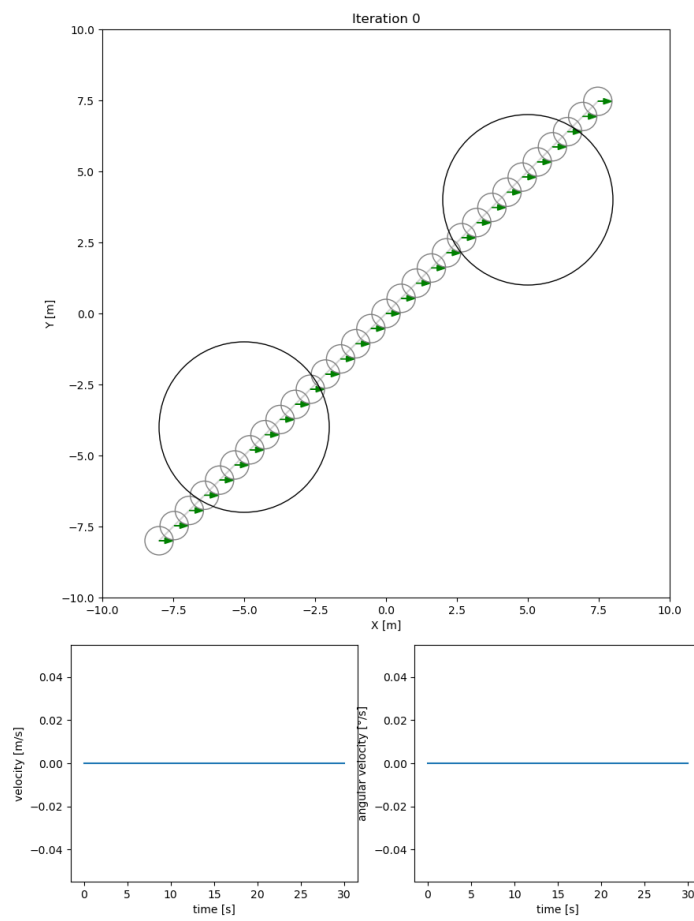 Iteration 0
10.0
7.5
5.0
2.5
0.0
−2.5
−5.0
−7.5
−10.0
Y [m]
−10.0 −7.5 −5.0 −2.5 0.0 2.5 5.0 7.5 10.0
X [m]
0.04
0.02
0.00
−0.02
−0.04
velocity [m/s]
0 5 10 15 20 25 30
time [s]
0.04
0.02
0.00
−0.02
−0.04
angular velocity [°/s]
0 5 10 15 20 25 30
time [s]